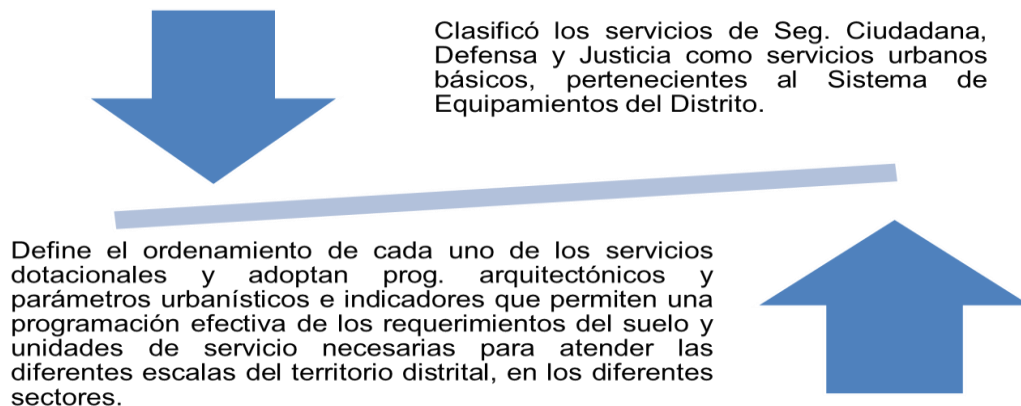 Clasificó los servicios de Seg. Ciudadana,
Defensa y Justicia como servicios urbanos
básicos, pertenecientes al Sistema de
Equipamientos del Distrito.
Define el ordenamiento de cada uno de los servicios
dotacionales y adoptan prog. arquitectónicos y
parámetros urbanísticos e indicadores que permiten una
programación efectiva de los requerimientos del suelo y
unidades de servicio necesarias para atender las
diferentes escalas del territorio distrital, en los diferentes
sectores.